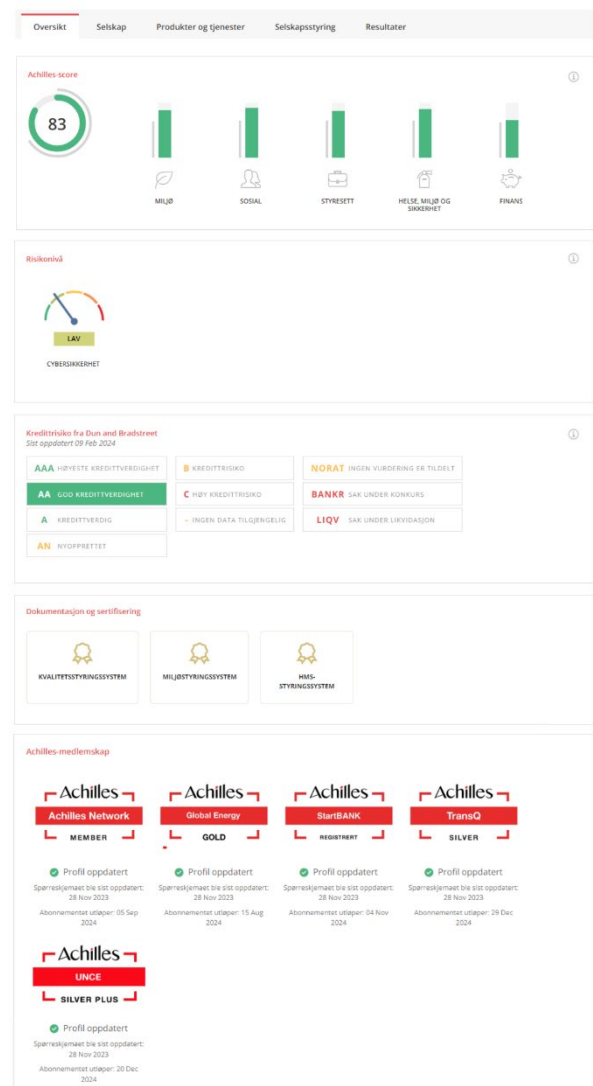 Oversikt Selskap Produkter og tjenester Selskapsstyring Resultater
Achilles-score
83
MILJØ SOSIAL STYRESETT HELSE, MILJØ OG SIKKERHET FINANS
Risikonivå
LAV
CYBERSIKKERHET
Kredittrisiko fra Dun and Bradstreet
Sist oppdatert 09 Feb 2024
AAA HØYESTE KREDITTVERDIGHET B KREDITTRISIKO NORAT INGEN VURDERING ER TILDELT
AA GOD KREDITTVERDIGHET C HØY KREDITTRISIKO BANKR SAK UNDER KONKURS
A KREDITTVERDIG - INGEN DATA TILGJENGELIG LIQV SAK UNDER LIKVIDASJON
AN NYOPPRETTET
Dokumentasjon og sertifisering
KVALITETSSTYRINGSSYSTEM MILJØSTYRINGSSYSTEM HMS-
STYRINGSSYSTEM
Achilles-medlemskap
Achilles
Achilles Network
MEMBER
Profil oppdatert
Spørreskjemaet ble sist oppdatert:
28 Nov 2023
Abonnementet utløper: 05 Sep
2024
Achilles
Global Energy
GOLD
Profil oppdatert
Spørreskjemaet ble sist oppdatert:
28 Nov 2023
Abonnementet utløper: 15 Aug
2024
Achilles
StartBANK
REGISTRERT
Profil oppdatert
Spørreskjemaet ble sist oppdatert:
28 Nov 2023
Abonnementet utløper: 04 Nov
2024
Achilles
TransQ
SILVER
Profil oppdatert
Spørreskjemaet ble sist oppdatert:
28 Nov 2023
Abonnementet utløper: 29 Dec
2024
Achilles
UNCE
SILVER PLUS
Profil oppdatert
Spørreskjemaet ble sist oppdatert:
28 Nov 2023
Abonnementet utløper: 20 Dec
2024